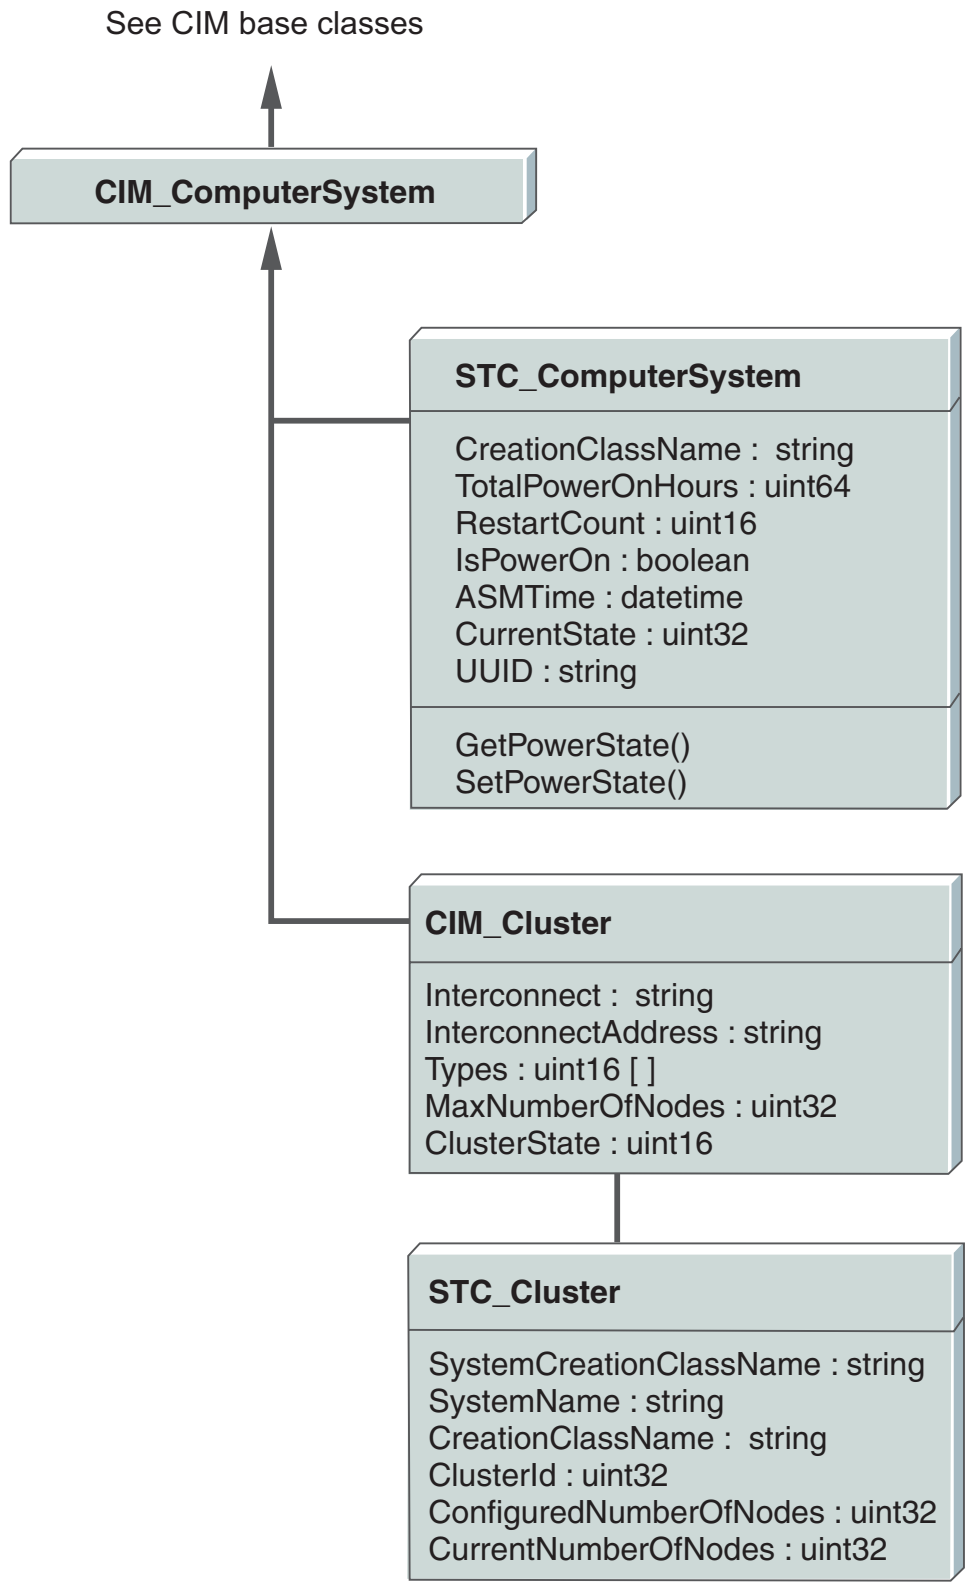 See CIM base classes
CIM_ComputerSystem
STC_ComputerSystem
CreationClassName :  string
TotalPowerOnHours : uint64
RestartCount : uint16
IsPowerOn : boolean
ASMTime : datetime
CurrentState : uint32
UUID : string
GetPowerState()
SetPowerState()
CIM_Cluster
Interconnect :  string
InterconnectAddress : string
Types : uint16 [ ]
MaxNumberOfNodes : uint32
ClusterState : uint16
STC_Cluster
SystemCreationClassName : string
SystemName : string
CreationClassName :  string
ClusterId : uint32
ConfiguredNumberOfNodes : uint32
CurrentNumberOfNodes : uint32